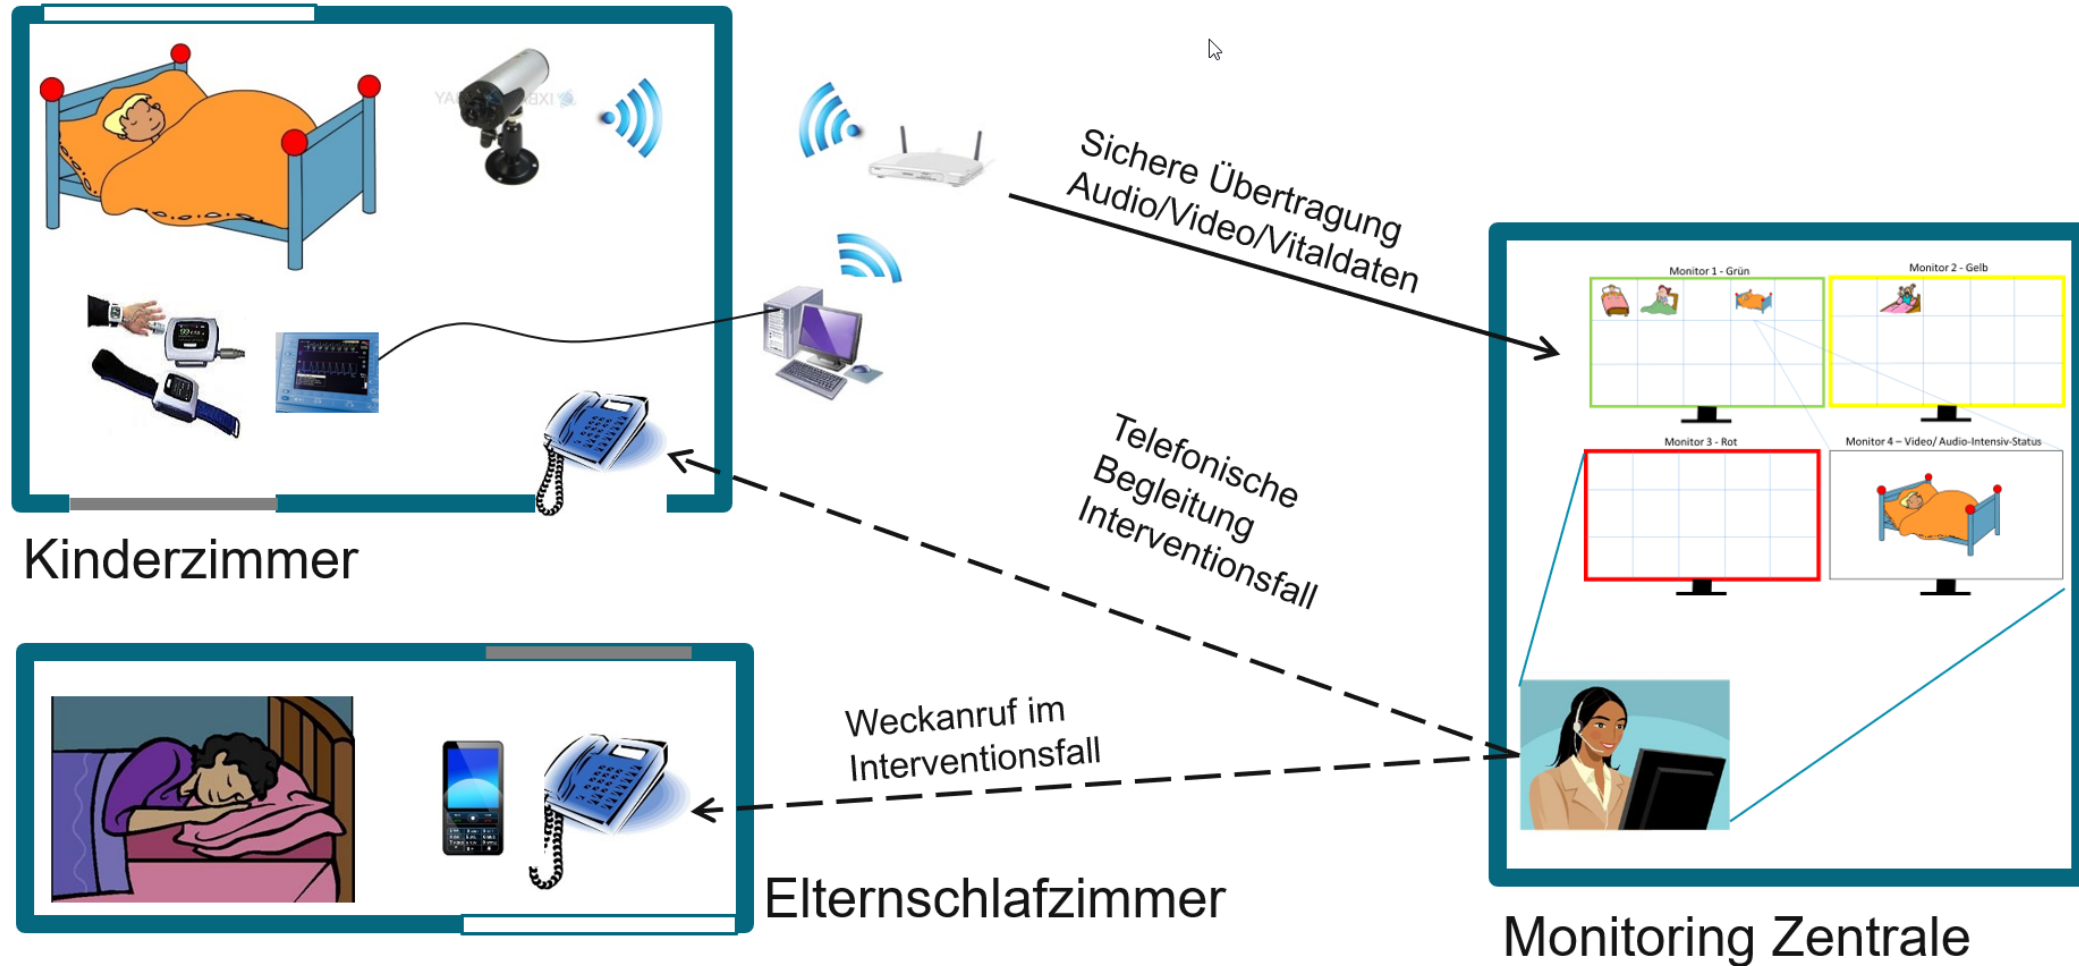 Sichere Übertragung
Audio/Video/Vitaldaten
Monitor 1 - Grün
Monitor 2 - Gelb
Monitor 3 - Rot
Monitor 4 – Video/ Audio-Intensiv-Status
Telefonische
Begleitung
Interventionsfall
Kinderzimmer
Weckanruf im
Interventionsfall
Elternschlafzimmer
Monitoring Zentrale